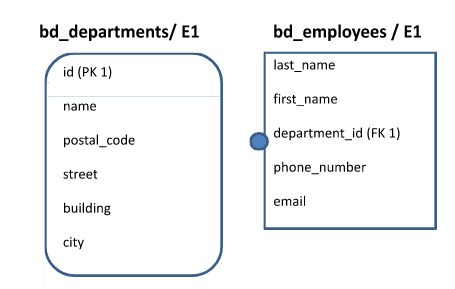 bd_departments/ E1
id (PK 1)
name
postal_code
street
building
city
bd_employees / E1
last_name
first_name
department_id (FK 1)
phone_number
email